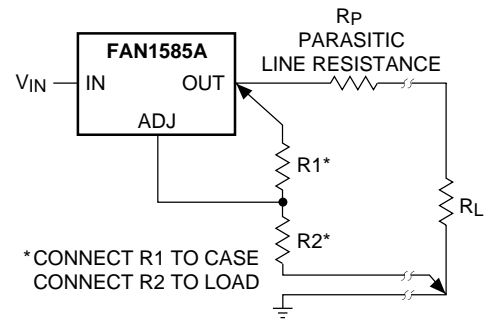 RP
PARASITIC
LINE RESISTANCE
FAN1585A
VIN
IN
OUT
ADJ
R1*
RL
R2*
*CONNECT R1 TO CASE
CONNECT R2 TO LOAD